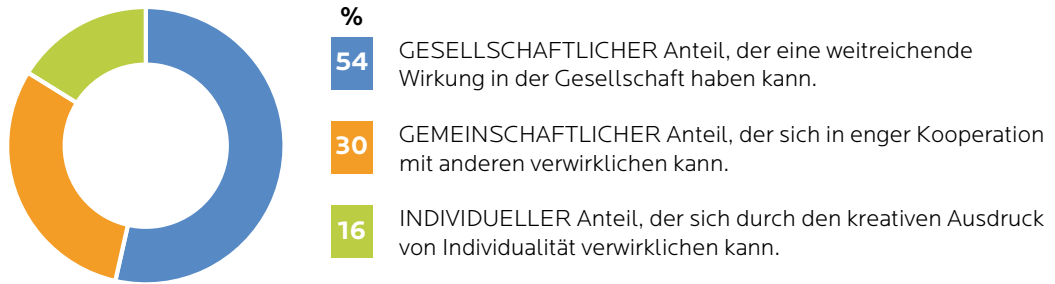 %
54
GESELLSCHAFTLICHER Anteil, der eine weitreichende
Wirkung in der Gesellschaft haben kann.
30
GEMEINSCHAFTLICHER Anteil, der sich in enger Kooperation
mit anderen verwirklichen kann.
16
INDIVIDUELLER Anteil, der sich durch den kreativen Ausdruck
von Individualität verwirklichen kann.